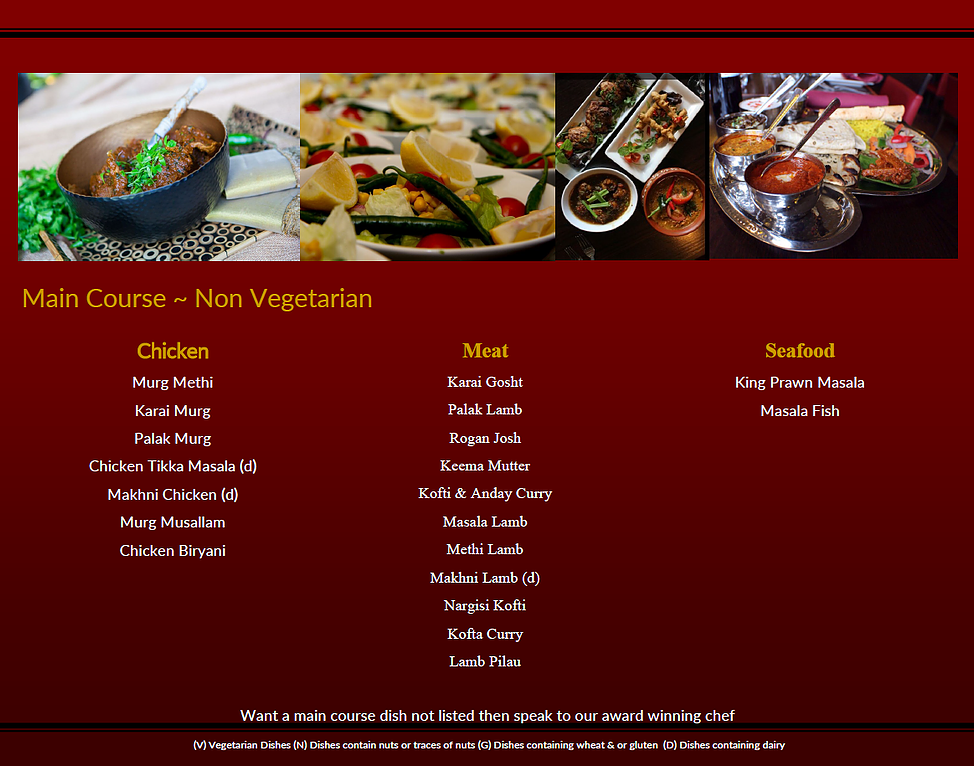 Main Course ~ Non Vegetarian
Chicken
Murg Methi
Karai Murg
Palak Murg
Chicken Tikka Masala (d)
Makhni Chicken (d)
Murg Musallam
Chicken Biryani
Meat
Karai Gosht
Palak Lamb
Rogan Josh
Keema Mutter
Kofti & Anday Curry
Masala Lamb
Methi Lamb
Makhni Lamb (d)
Nargisi Kofti
Kofta Curry
Lamb Pilau
Seafood
King Prawn Masala
Masala Fish
Want a main course dish not listed then speak to our award winning chef
(V) Vegetarian Dishes (N) Dishes contain nuts or traces of nuts (G) Dishes containing wheat & or gluten (D) Dishes containing dairy